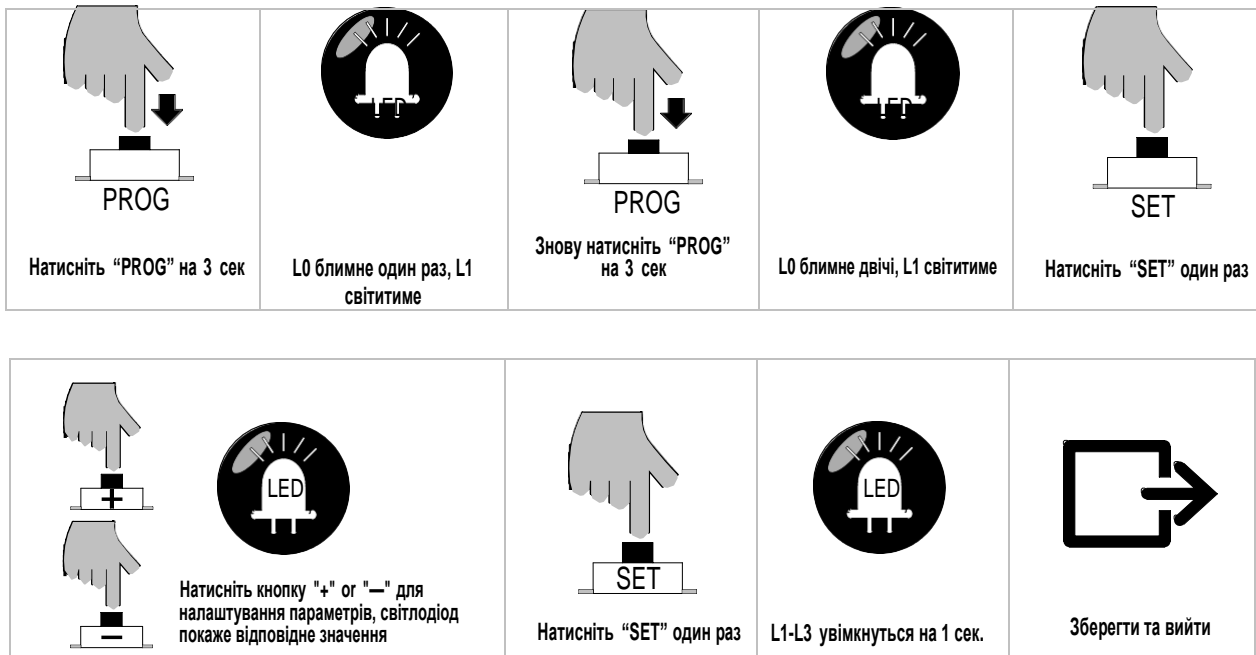 LED
LED
PROG
PROG
SET
Натисніть “PROG” на 3 сек
L0 блимне один раз, L1
світитиме
Знову натисніть “PROG”
на 3 сек
L0 блимне двічі, L1 світитиме
Натисніть “SET” один раз
+
LED
SET
LED
–
Натисніть кнопку "+" or "—" для
налаштування параметрів, світлодіод
покаже відповідне значення
Натисніть “SET” один раз
L1-L3 увімкнуться на 1 сек.
Зберегти та вийти